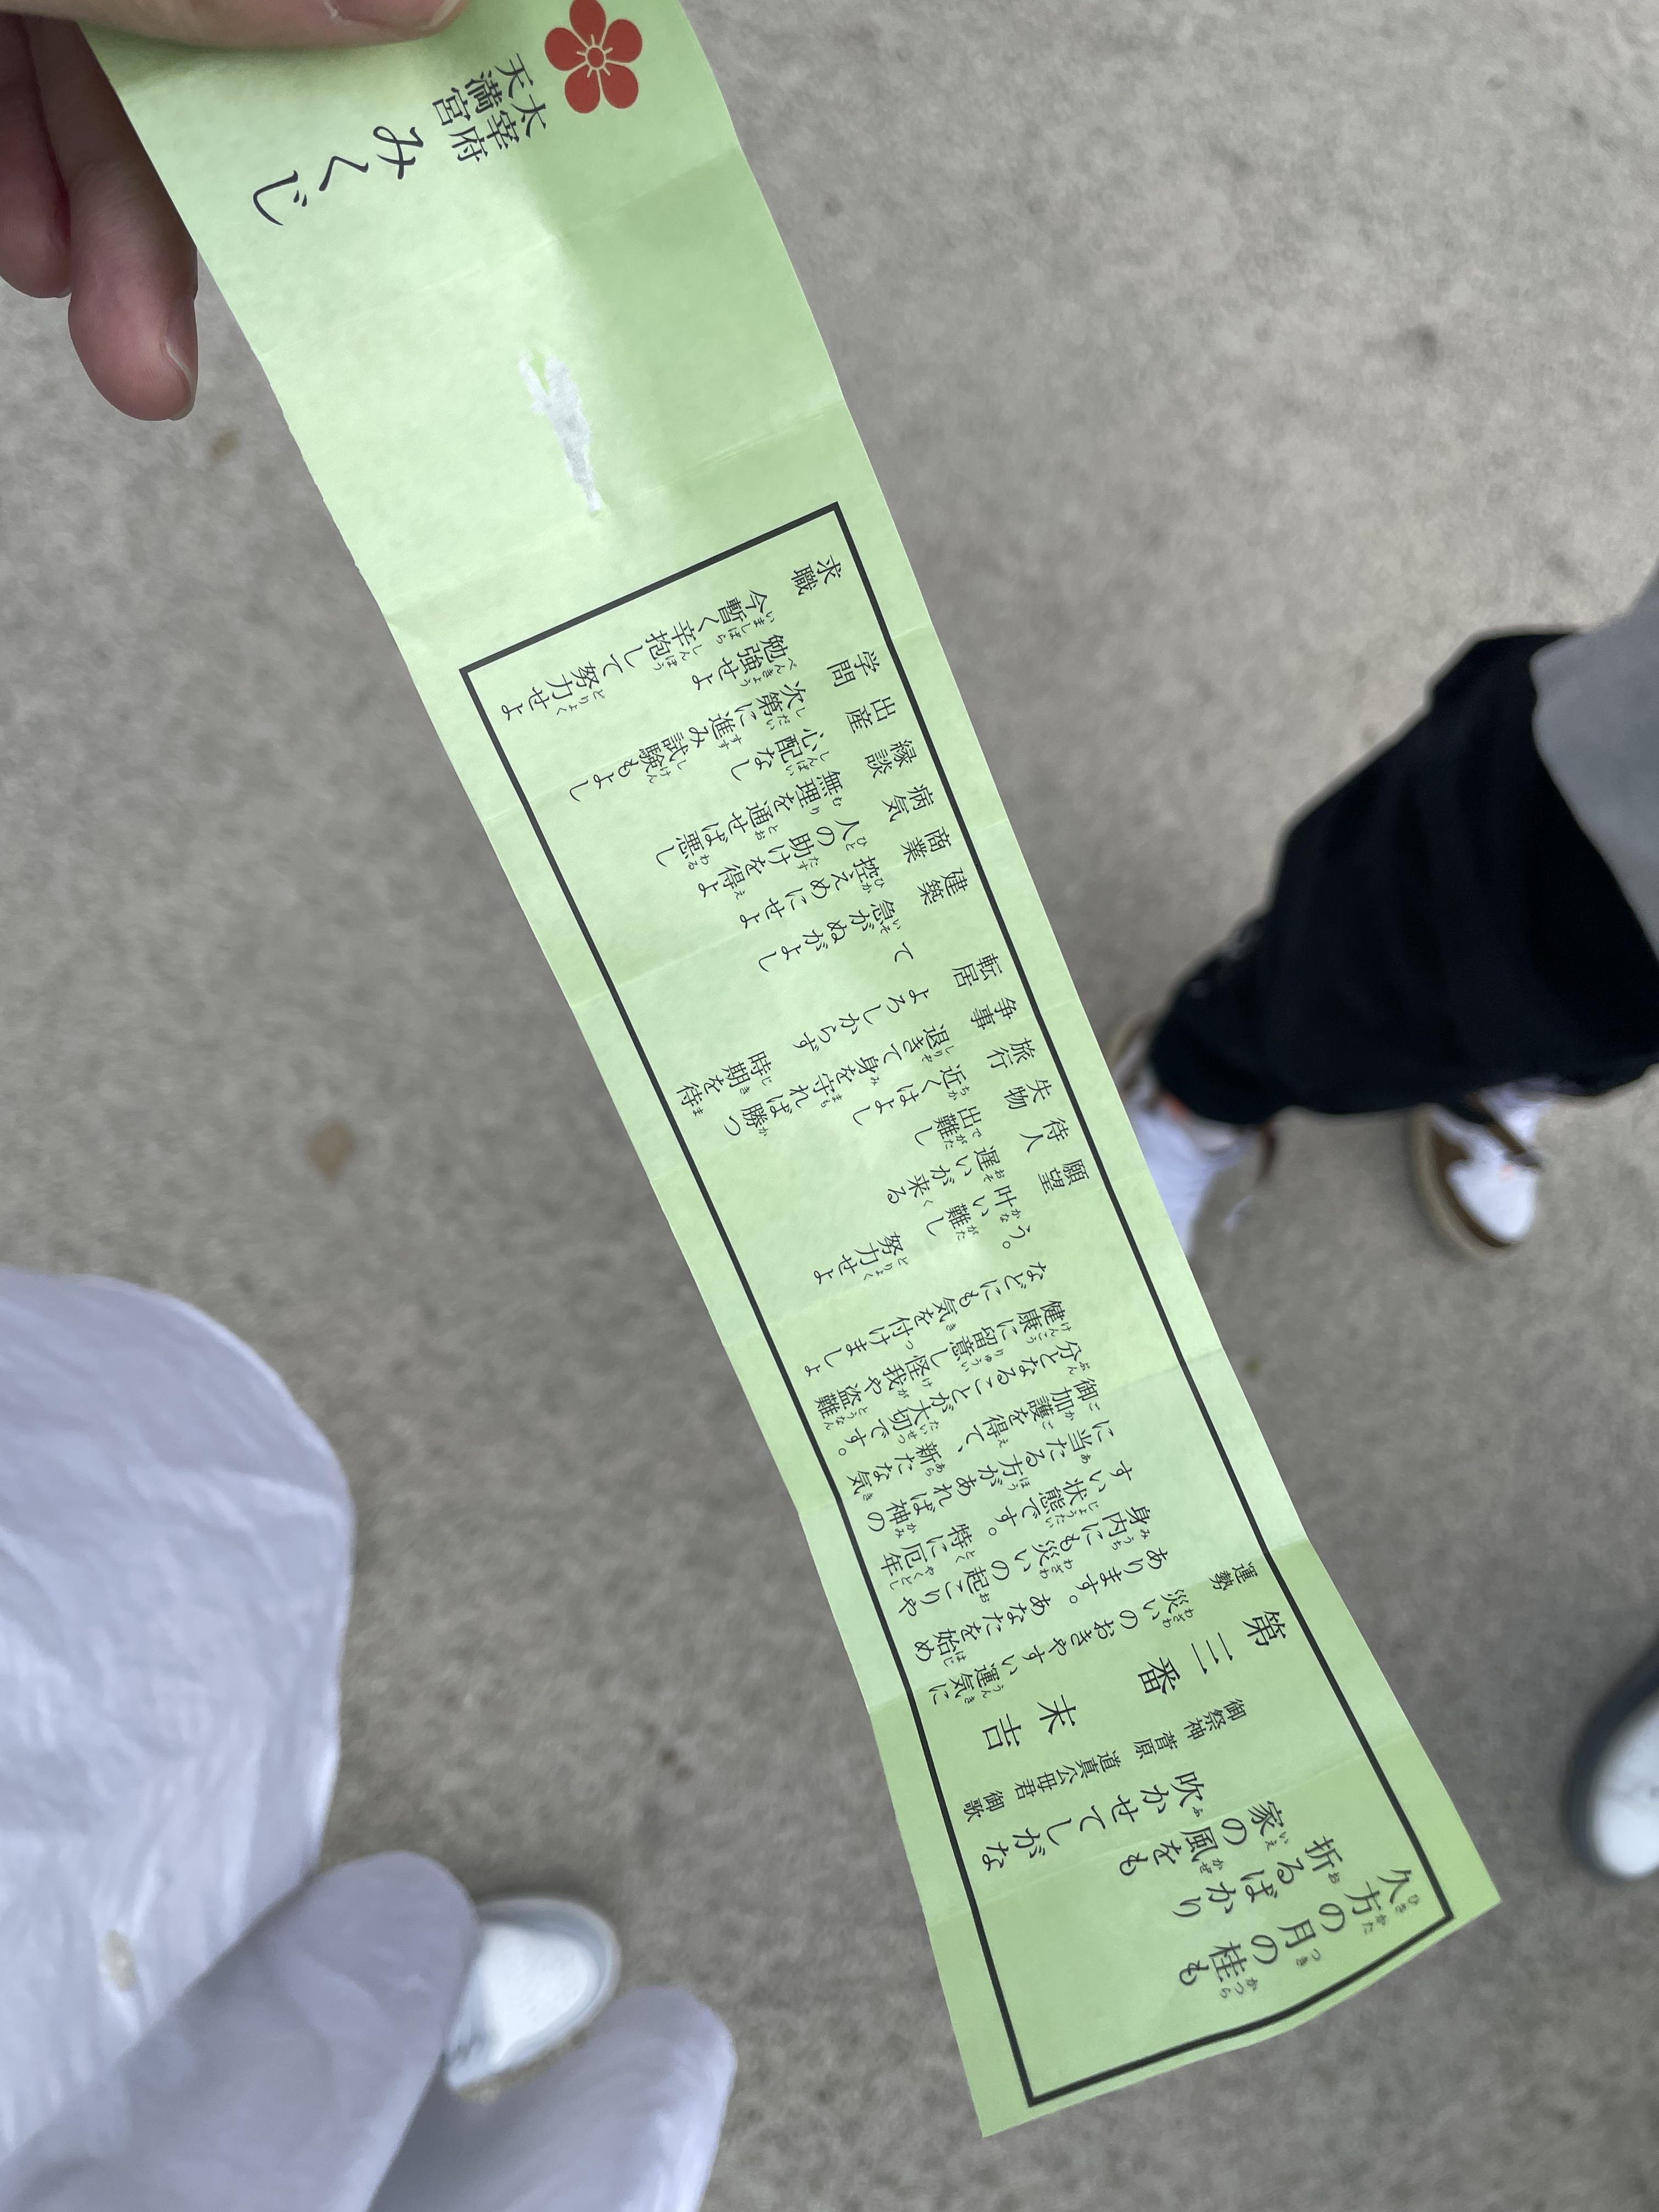 久方の月の桂も
折るばかり
家の風をも
吹かせてしがな
御祭神 菅原道真公母君 御歌
第三番 末吉
運勢
災いのおきやすい運気に
あります。あなたを始め
身内にも災いの起こりや
すい状態です。特に厄年
に当たる方があれば神の
御加護を得て、新たな気
分となることが大切です。
健康に留意し怪我や盗難
などにも気を付けましょ
う。
願望 叶い難し 努力せよ
待人 遅いが来る
失物 出難し
旅行 近くはよし
争事 退きて身を守れば勝つ
転居 よろしからず 時期を待
て
建築 急がぬがよし
商業 控えめにせよ
病気 人の助けを得よ
縁談 無理を通せば悪し
出産 心配なし
学問 次第に進み 試験もよし
勉強せよ
求職 今暫く辛抱して 努力せよ
太宰府
天満宮
みくじ